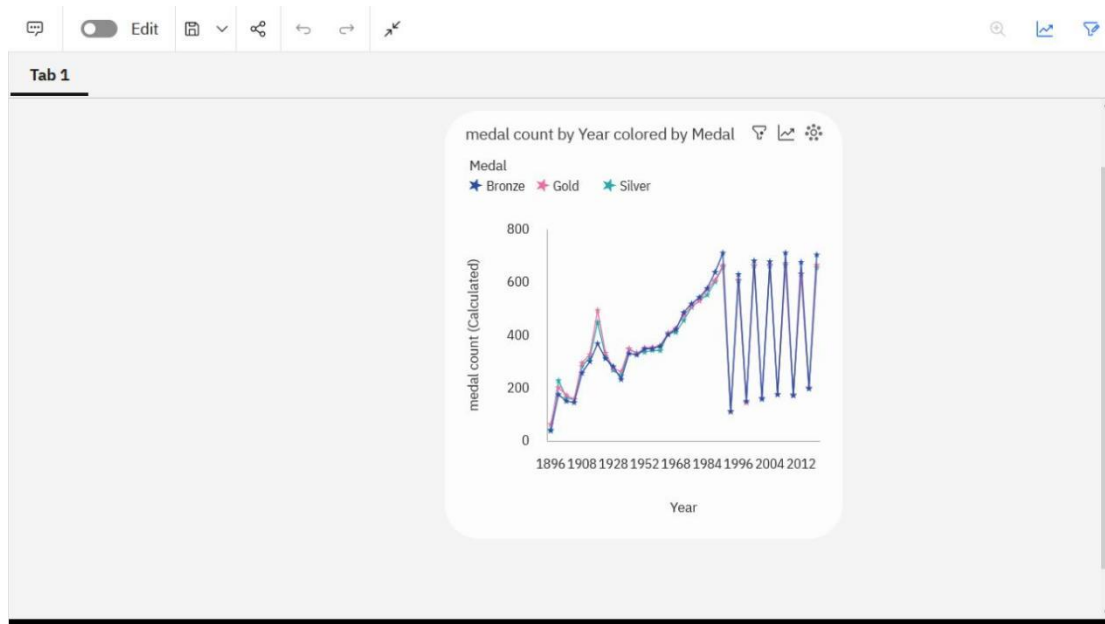 Edit
Tab 1
medal count by Year colored by Medal
Medal
Bronze Gold Silver
800
600
400
200
0
medal count (Calculated)
1896 1908 1928 1952 1968 1984 1996 2004 2012
Year